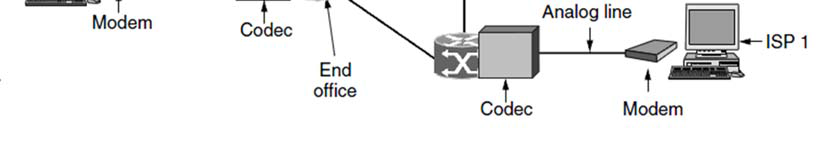 Analog line
Modem
Codec
ISP 1
End
office
Codec
Modem